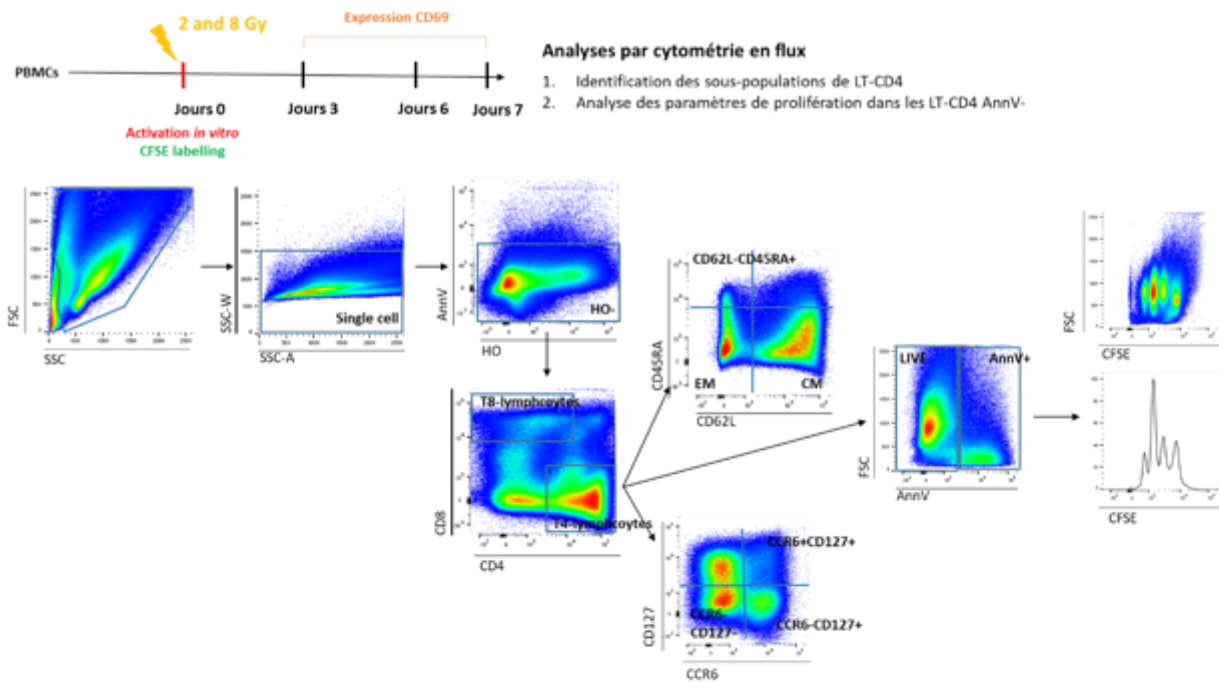 2 and 8 Gy
Expression CD69
PBMCs
Jours 0
Jours 3
Jours 6
Jours 7
Activation in vitro
CFSE labelling
Analyses par cytométrie en flux
1. Identification des sous-populations de LT-CD4
2. Analyse des paramètres de prolifération dans les LT-CD4 AnnV-
FSC
SSC
SSC-W
Single cell
SSC-A
AnnV
HO-
HO
CD62L-CD45RA+
CD45RA
EM
CM
CD62L
FSC
CFSE
LIVE
AnnV+
FSC
AnnV
CFSE
T8-lymphcoytes
CD8
T4-lymphcoytes
CD4
CCR6+CD127+
CCR6-
CD127-
CCR6-CD127+
CD127
CCR6